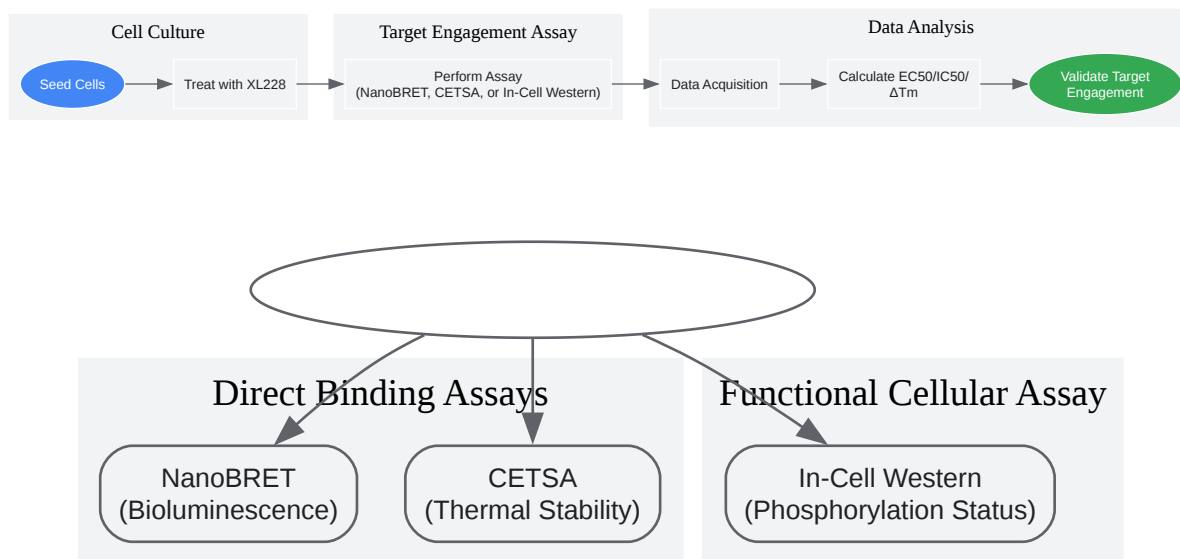 Cell Culture
Target Engagement Assay
Data Analysis
Seed Cells
Treat with XL228
Perform Assay
(NanoBRET, CETSA, or In-Cell Western)
Data Acquisition
Calculate EC50/IC50/
ΔTm
Validate Target
Engagement
Direct Binding Assays
Functional Cellular Assay
NanoBRET
(Bioluminescence)
CETSA
(Thermal Stability)
In-Cell Western
(Phosphorylation Status)